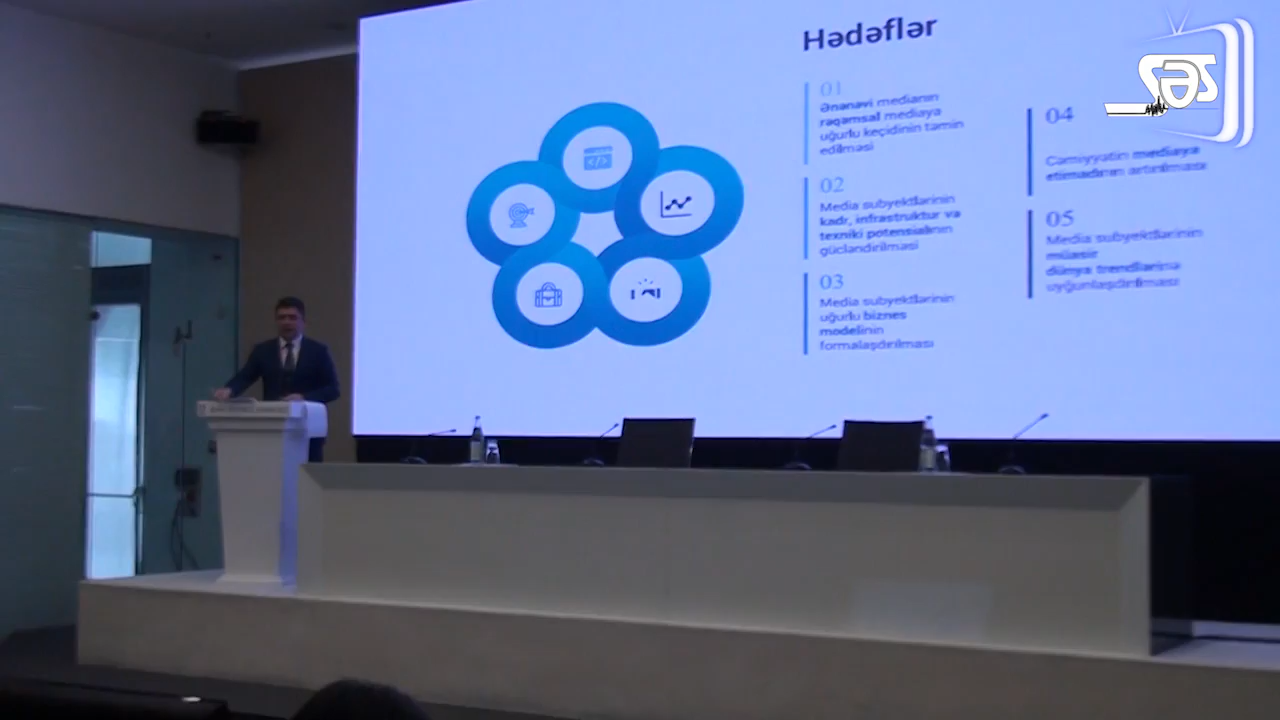 Hədəflər
01
Ənənəvi medianın
rəqəmsal mediaya
uğurlu keçidinin təmin
edilməsi
02
Media subyektlərinin
kadr, infrastruktur və
texniki potensialının
gücləndirilməsi
03
Media subyektlərinin
uğurlu biznes
modelinin
formalaşdırılması
04
Cəmiyyətin mediaya
etimadının artırılması
05
Media subyektlərinin
müasir
dünya trendlərinə
uyğunlaşdırılması
SƏS